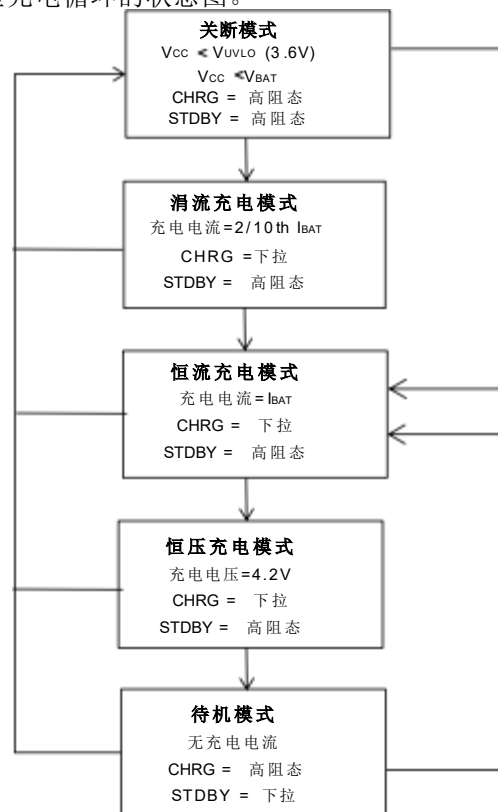 充电循环的状态图。
关断模式
VCC < VUVLO (3.6V)
VCC <VBAT
CHRG = 高阻态
STDBY = 高阻态
涓流充电模式
充电电流=2/10th IBAT
CHRG =下拉
STDBY = 高阻态
恒流充电模式
充电电流=IBAT
CHRG = 下拉
STDBY = 高阻态
恒压充电模式
充电电压=4.2V
CHRG = 下拉
STDBY = 高阻态
待机模式
无充电电流
CHRG = 高阻态
STDBY = 下拉